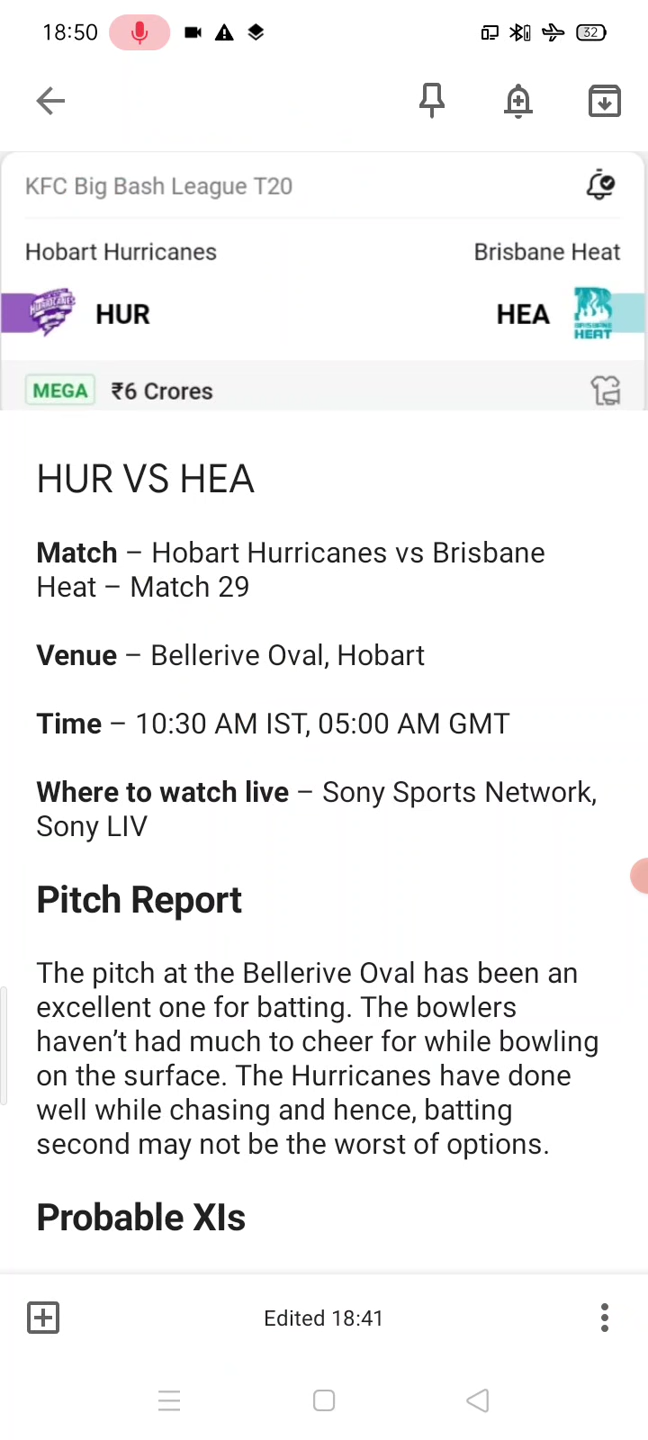 18:50
32
KFC Big Bash League T20
Hobart Hurricanes
Brisbane Heat
HURRICANES
HUR
HEA
HEAT
MEGA ₹6 Crores
HUR VS HEA
Match – Hobart Hurricanes vs Brisbane
Heat – Match 29
Venue – Bellerive Oval, Hobart
Time – 10:30 AM IST, 05:00 AM GMT
Where to watch live – Sony Sports Network,
Sony LIV
Pitch Report
The pitch at the Bellerive Oval has been an
excellent one for batting. The bowlers
haven’t had much to cheer for while bowling
on the surface. The Hurricanes have done
well while chasing and hence, batting
second may not be the worst of options.
Probable XIs
Edited 18:41